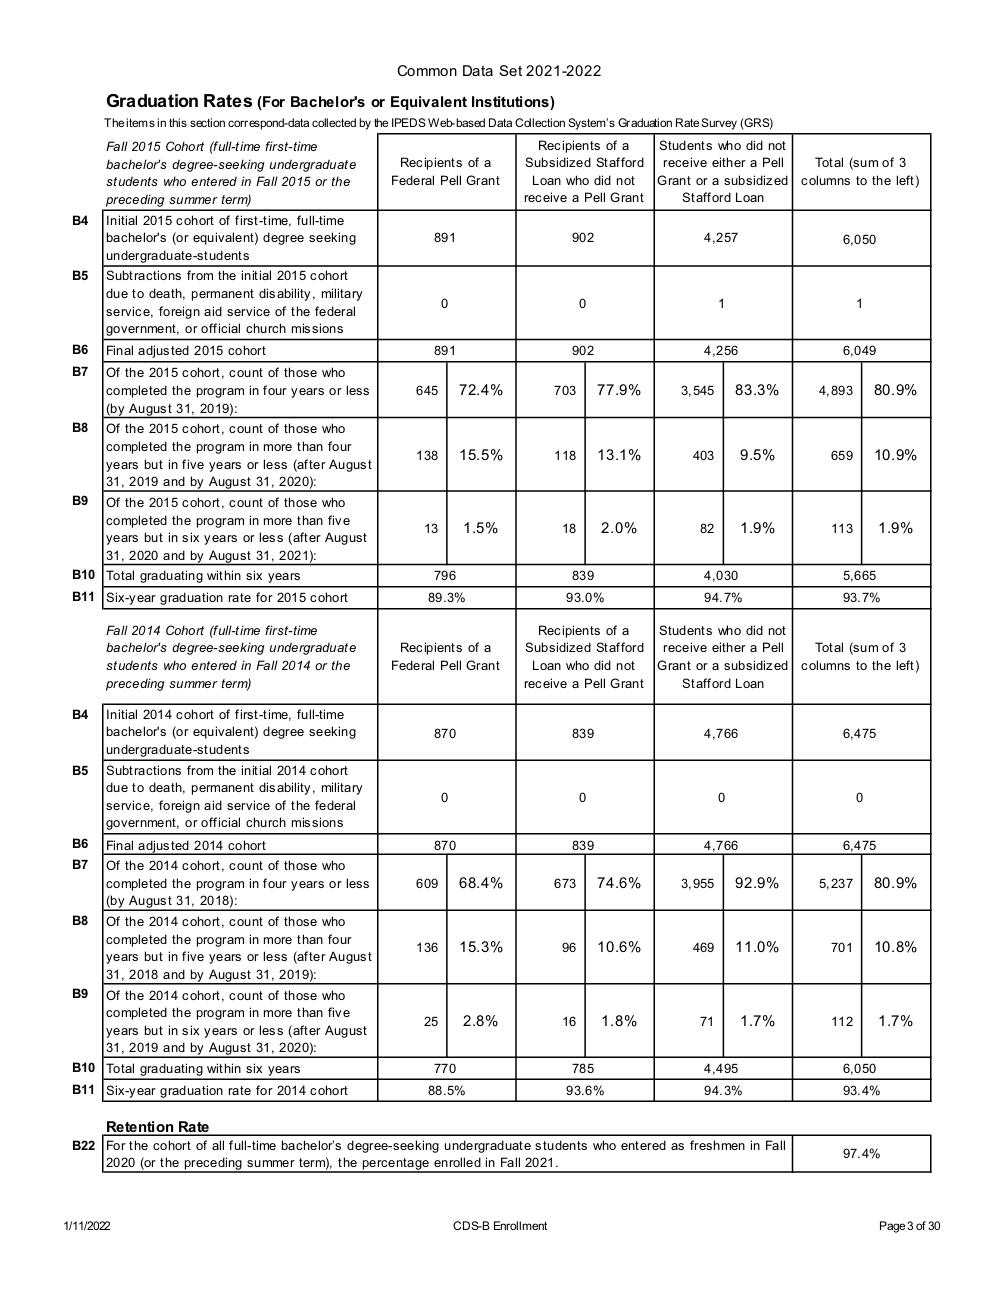 Common Data Set 2021-2022
Graduation Rates (For Bachelor's or Equivalent Institutions)
The items in this section correspond-data collected by the IPEDS Web-based Data Collection System's Graduation Rate Survey (GRS)
Fall 2015 Cohort (full-time first-time
bachelor's degree-seeking undergraduate
students who entered in Fall 2015 or the
preceding summer term)
Recipients of a
Federal Pell Grant
Recipients of a
Subsidized Stafford
Loan who did not
receive a Pell Grant
Students who did not
receive either a Pell
Grant or a subsidized
Stafford Loan
Total (sum of 3
columns to the left)
B4
Initial 2015 cohort of first-time, full-time
bachelor's (or equivalent) degree seeking
undergraduate-students
891 902 4,257 6,050
B5
Subtractions from the initial 2015 cohort
due to death, permanent disability, military
service, foreign aid service of the federal
government, or official church missions
0 0 1 1
B6 Final adjusted 2015 cohort 891 902 4,256 6,049
B7
Of the 2015 cohort, count of those who
completed the program in four years or less
(by August 31, 2019):
645 72.4% 703 77.9% 3,545 83.3% 4,893 80.9%
B8
Of the 2015 cohort, count of those who
completed the program in more than four
years but in five years or less (after August
31, 2019 and by August 31, 2020):
138 15.5% 118 13.1% 403 9.5% 659 10.9%
B9
Of the 2015 cohort, count of those who
completed the program in more than five
years but in six years or less (after August
31, 2020 and by August 31, 2021):
13 1.5% 18 2.0% 82 1.9% 113 1.9%
B10 Total graduating within six years 796 839 4,030 5,665
B11 Six-year graduation rate for 2015 cohort 89.3% 93.0% 94.7% 93.7%
Fall 2014 Cohort (full-time first-time
bachelor's degree-seeking undergraduate
students who entered in Fall 2014 or the
preceding summer term)
Recipients of a
Federal Pell Grant
Recipients of a
Subsidized Stafford
Loan who did not
receive a Pell Grant
Students who did not
receive either a Pell
Grant or a subsidized
Stafford Loan
Total (sum of 3
columns to the left)
B4
Initial 2014 cohort of first-time, full-time
bachelor's (or equivalent) degree seeking
undergraduate-students
870 839 4,766 6,475
B5
Subtractions from the initial 2014 cohort
due to death, permanent disability, military
service, foreign aid service of the federal
government, or official church missions
0 0 0 0
B6 Final adjusted 2014 cohort 870 839 4,766 6,475
B7
Of the 2014 cohort, count of those who
completed the program in four years or less
(by August 31, 2018):
609 68.4% 673 74.6% 3,955 92.9% 5,237 80.9%
B8
Of the 2014 cohort, count of those who
completed the program in more than four
years but in five years or less (after August
31, 2018 and by August 31, 2019):
136 15.3% 96 10.6% 469 11.0% 701 10.8%
B9
Of the 2014 cohort, count of those who
completed the program in more than five
years but in six years or less (after August
31, 2019 and by August 31, 2020):
25 2.8% 16 1.8% 71 1.7% 112 1.7%
B10 Total graduating within six years 770 785 4,495 6,050
B11 Six-year graduation rate for 2014 cohort 88.5% 93.6% 94.3% 93.4%
Retention Rate
B22
For the cohort of all full-time bachelor's degree-seeking undergraduate students who entered as freshmen in Fall
2020 (or the preceding summer term), the percentage enrolled in Fall 2021.
97.4%
1/11/2022 CDS-B Enrollment Page 3 of 30